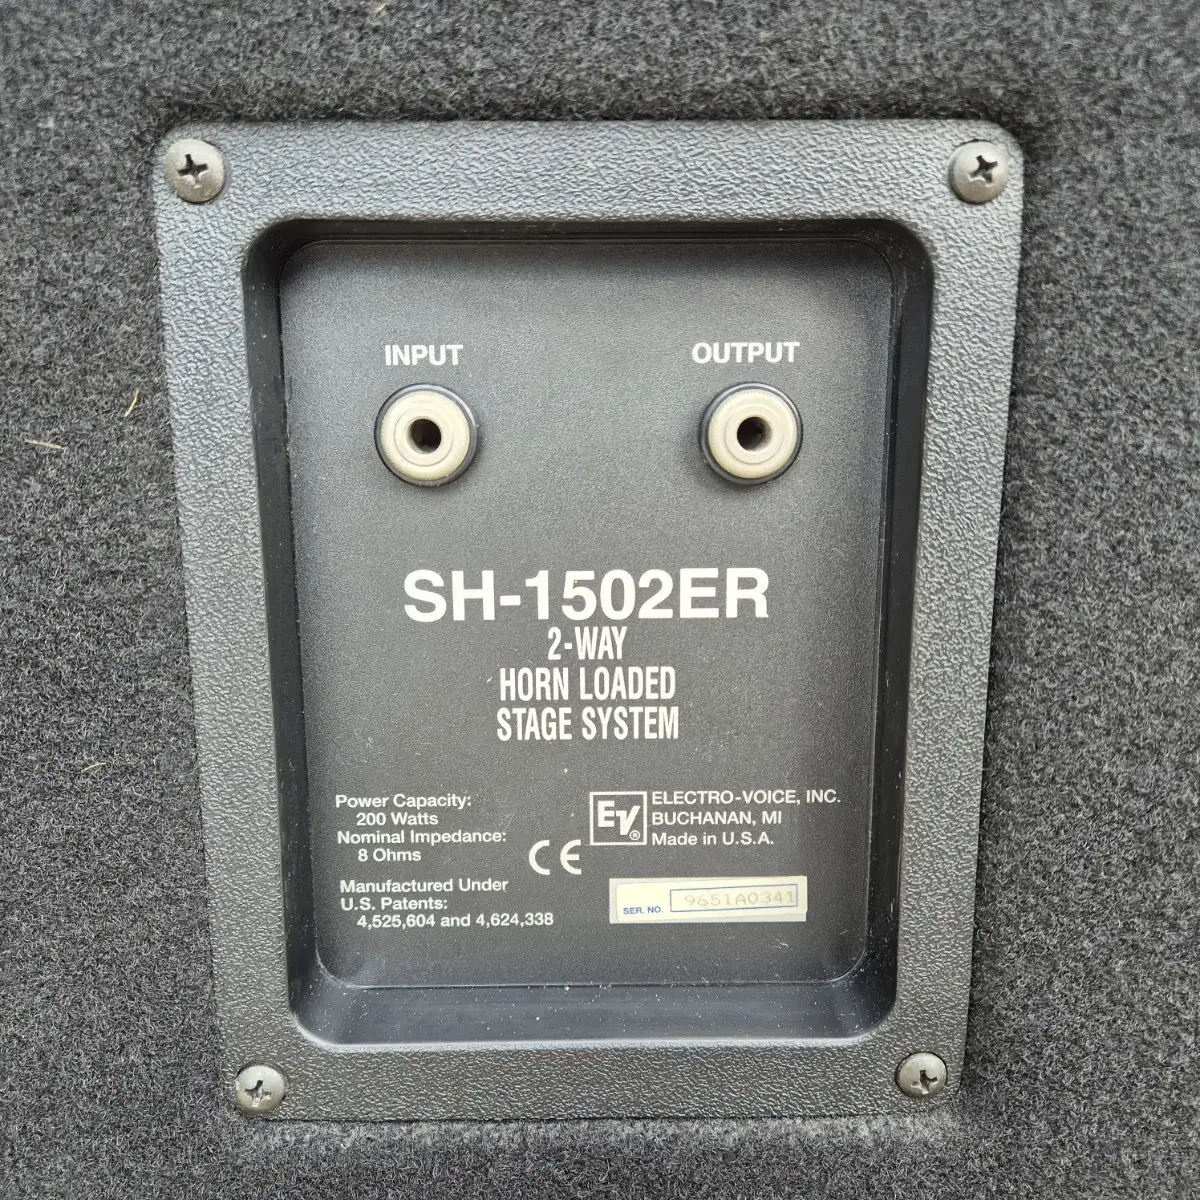 INPUT
OUTPUT
SH-1502ER
2-WAY
HORN LOADED
STAGE SYSTEM
Power Capacity:
200 Watts
Nominal Impedance:
8 Ohms
Manufactured Under
U.S. Patents:
4,525,604 and 4,624,338
CE
EV®
ELECTRO-VOICE, INC.
BUCHANAN, MI
Made in U.S.A.
SER. NO. 9651A0341